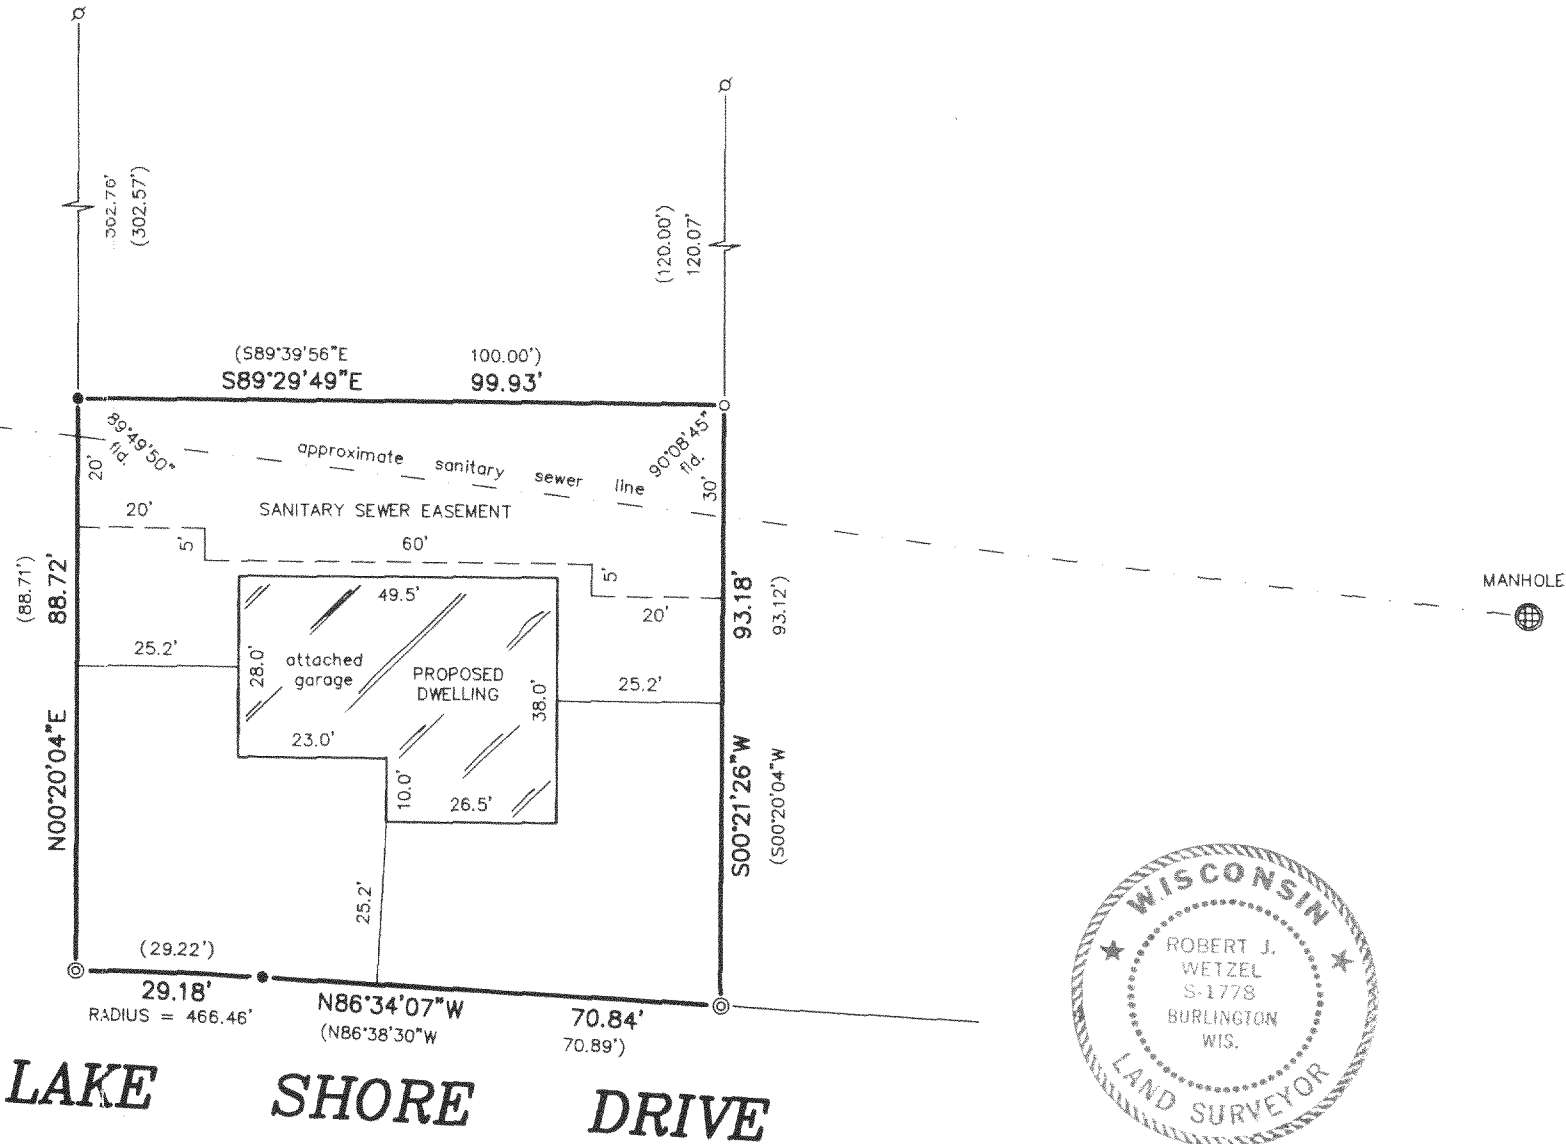 302.76'
(302.57')
(120.00')
120.07'
(S89°39'56"E 100.00')
S89°29'49"E 99.93'
89°49'50"
fld.
20'
approximate sanitary sewer line
90°08'45"
fld.
30'
20'
SANITARY SEWER EASEMENT
5'
60'
5'
20'
MANHOLE
(88.71')
88.72'
N00°20'04"E
93.18'
93.12')
S00°21'26"W
(S00°20'04"W
49.5'
25.2'
28.0'
attached
garage
PROPOSED
DWELLING
38.0'
25.2'
23.0'
10.0'
26.5'
25.2'
(29.22')
29.18'
RADIUS = 466.46'
N86°34'07"W 70.84'
(N86°38'30"W 70.89')
LAKE SHORE DRIVE
WISCONSIN
ROBERT J.
WETZEL
S-1778
BURLINGTON
WIS.
LAND SURVEYOR